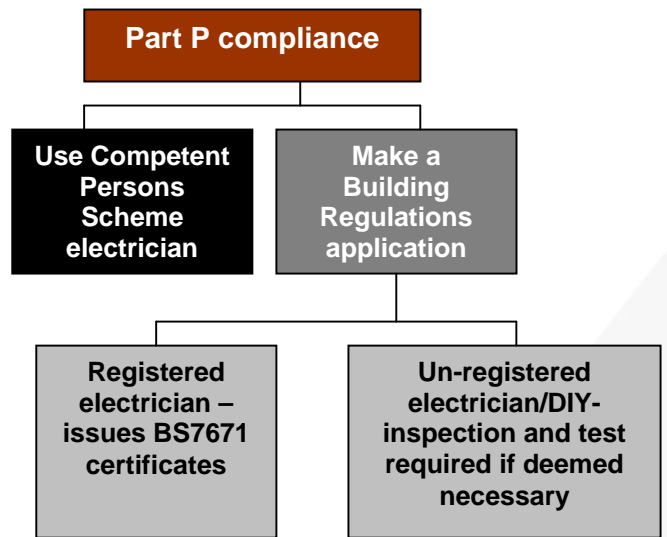 Part P compliance
Use Competent
Persons
Scheme
electrician
Make a
Building
Regulations
application
Registered
electrician –
issues BS7671
certificates
Un-registered
electrician/DIY-
inspection and test
required if deemed
necessary